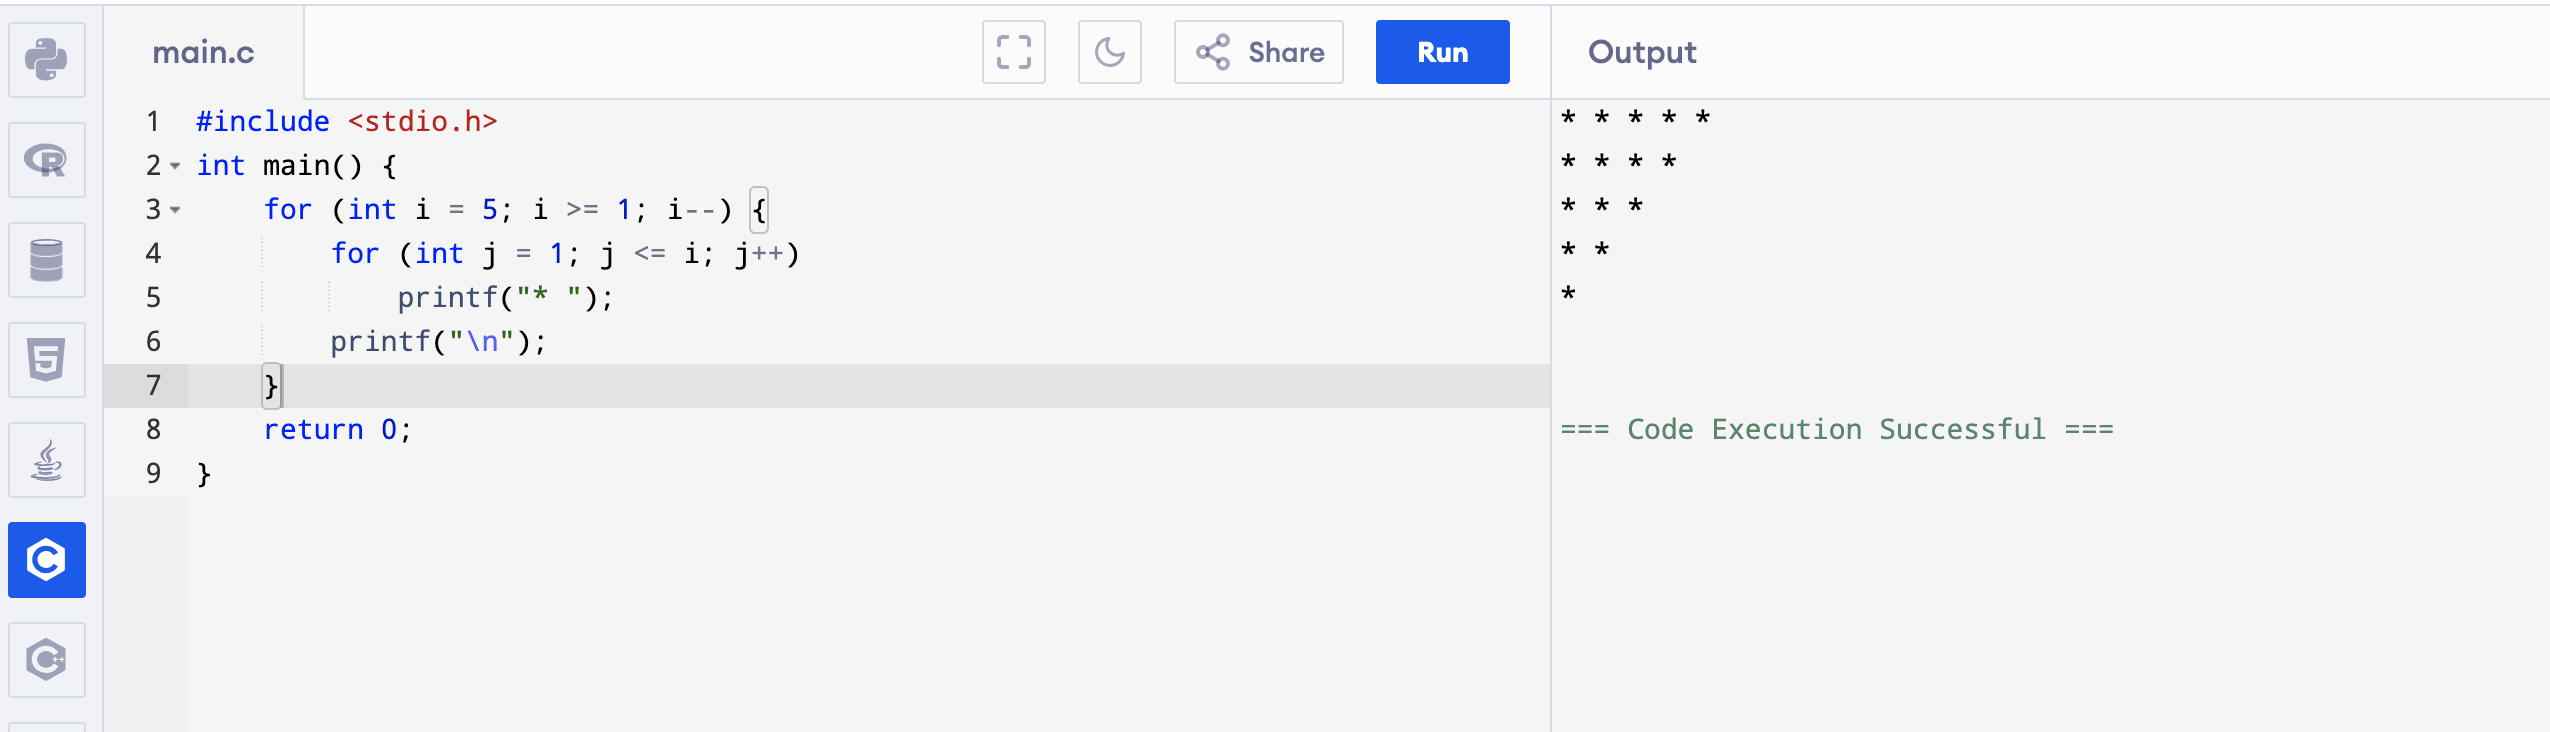 main.c
Share
Run
Output
1 #include <stdio.h>
2 int main() {
3     for (int i = 5; i >= 1; i--) {
4         for (int j = 1; j <= i; j++)
5             printf("* ");
6         printf("\n");
7     }
8     return 0;
9 }
* * * * *
* * * *
* * *
* *
*
=== Code Execution Successful ===